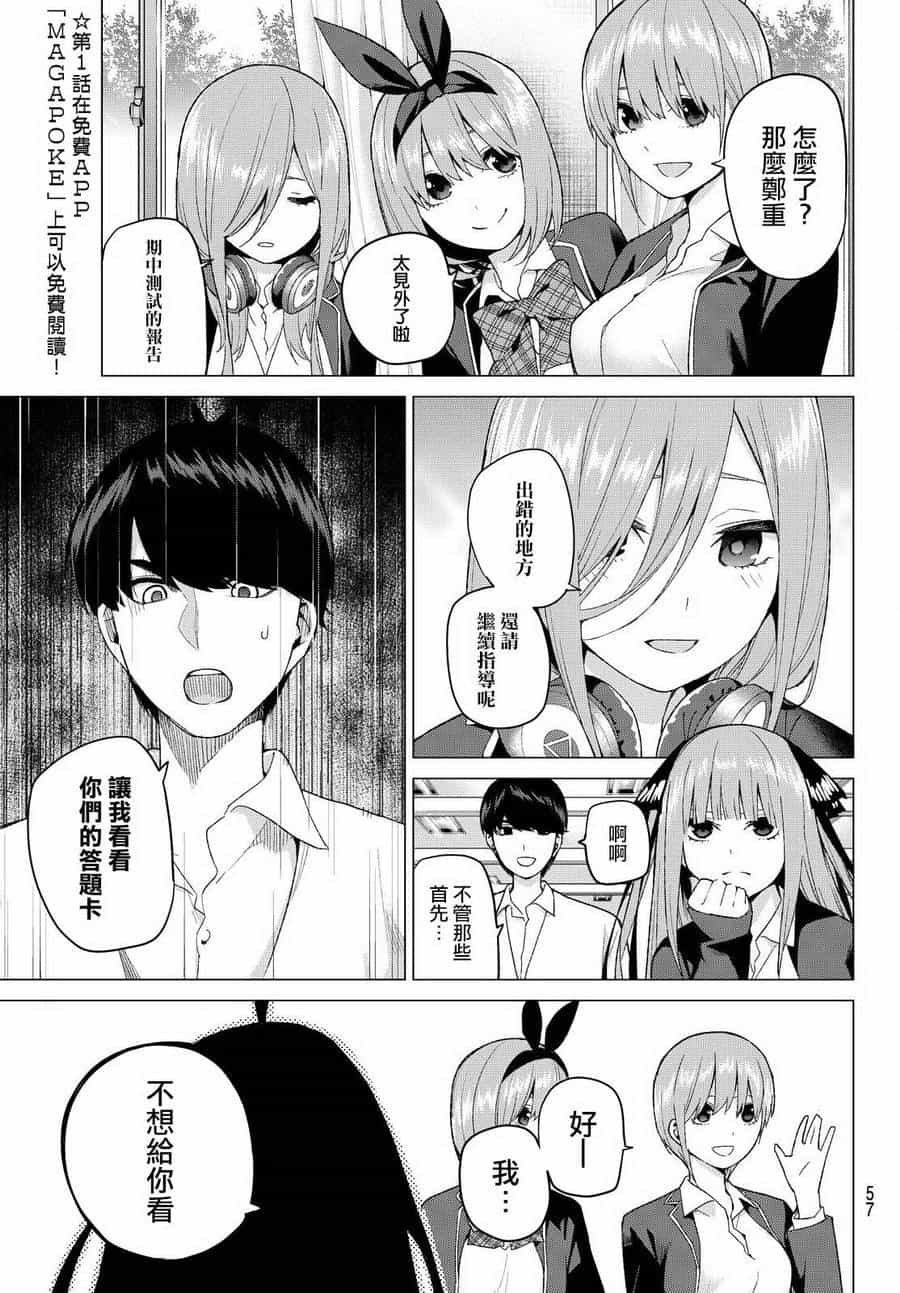 怎麼了？
那麼鄭重
太見外了啦
期中測試的報告
☆第1話在免費APP
「MAGAPOKE」上可以免費閱讀！
出錯的地方
還請
繼續指導呢
啊啊
不管那些
首先…
讓我看看
你們的答題卡
好—
我…
不想給你看
57